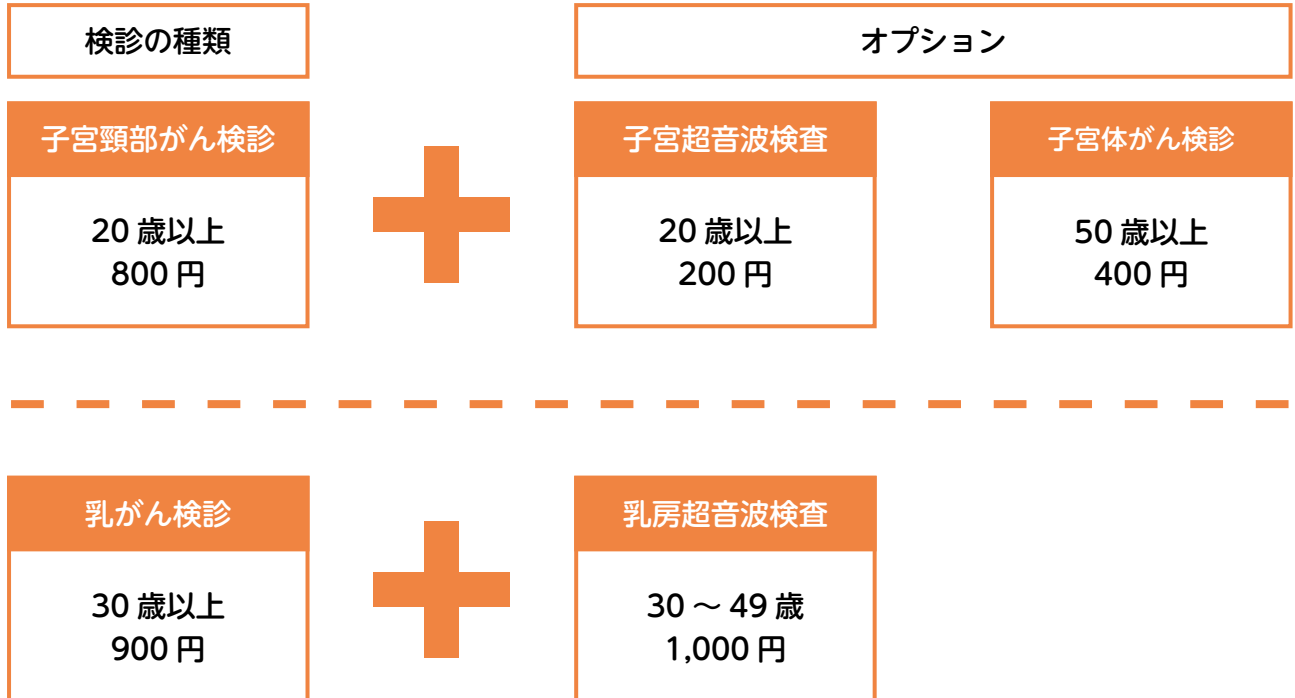 検診の種類
オプション
子宮頸部がん検診
20 歳以上
800 円
子宮超音波検査
20 歳以上
200 円
子宮体がん検診
50 歳以上
400 円
乳がん検診
30 歳以上
900 円
乳房超音波検査
30 ～ 49 歳
1,000 円